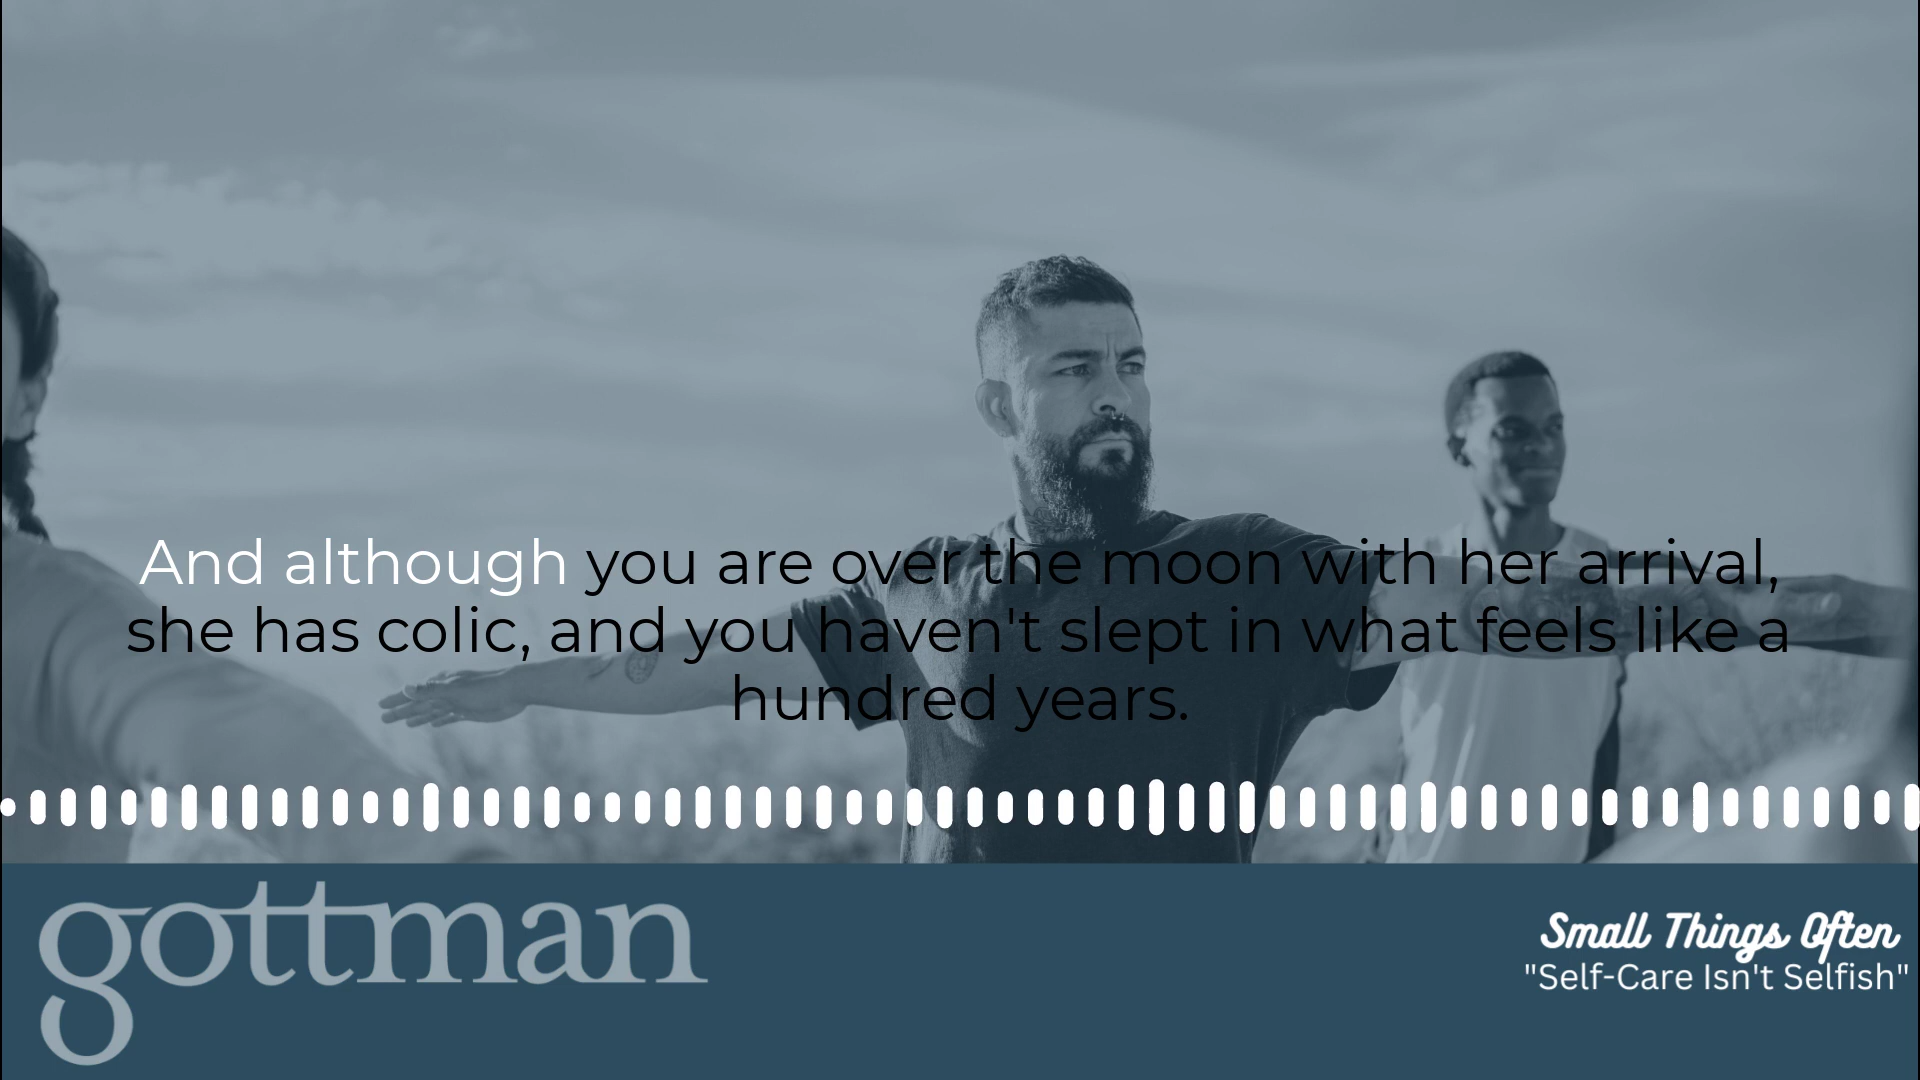 And although you are over the moon with her arrival,
she has colic, and you haven't slept in what feels like a
hundred years.
gottman
Small Things Often
"Self-Care Isn't Selfish"